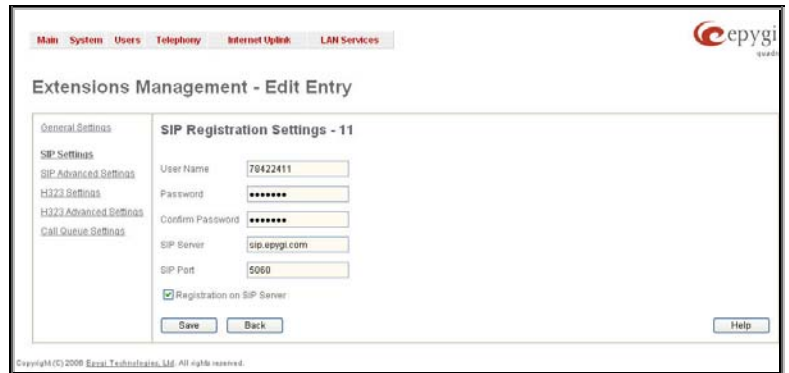 Main System Users Telephony Internet Uplink LAN Services
epygi
Extensions Management - Edit Entry
General Settings
SIP Settings
SIP Advanced Settings
H323 Settings
H323 Advanced Settings
Call Queue Settings
SIP Registration Settings - 11
User Name 78422411
Password •••••••
Confirm Password •••••••
SIP Server sip.epygi.com
SIP Port 5060
Registration on SIP Server
Save Back Help
Copyright (C) 2006 Epygi Technologies, Ltd. All rights reserved.